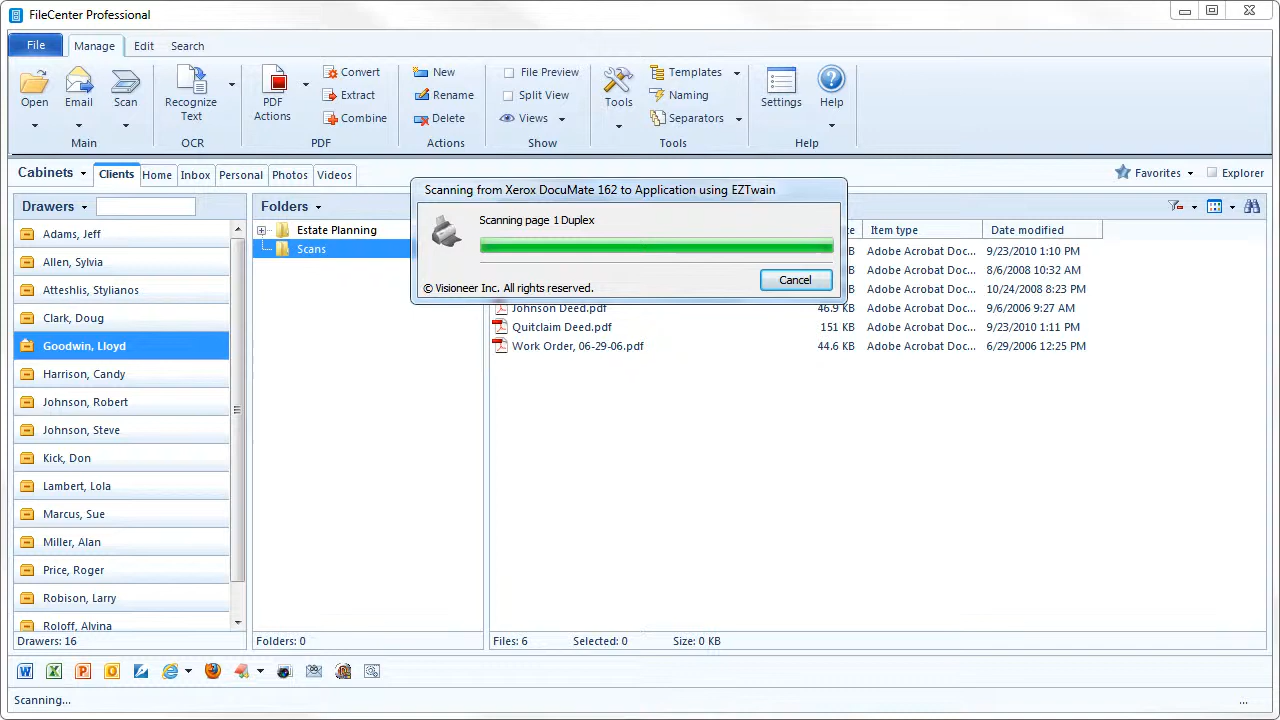 FileCenter Professional
File Manage Edit Search
Open Email Scan Recognize Text PDF Actions Convert Extract Combine New Rename Delete File Preview Split View Views Tools Templates Naming Separators Settings Help
Main OCR PDF Actions Show Tools Help
Cabinets Clients Home Inbox Personal Photos Videos Favorites Explorer
Drawers
Adams, Jeff
Allen, Sylvia
Atteshlis, Stylianos
Clark, Doug
Goodwin, Lloyd
Harrison, Candy
Johnson, Robert
Johnson, Steve
Kick, Don
Lambert, Lola
Marcus, Sue
Miller, Alan
Price, Roger
Robison, Larry
Roloff, Alvina
Drawers: 16
Folders
Estate Planning
Scans
Folders: 0
Scanning from Xerox DocuMate 162 to Application using EZTwain
Scanning page 1 Duplex
Cancel
© Visioneer Inc. All rights reserved.
Item type Date modified
Adobe Acrobat Doc... 9/23/2010 1:10 PM
Adobe Acrobat Doc... 8/6/2008 10:32 AM
Adobe Acrobat Doc... 10/24/2008 8:23 PM
Johnson Deed.pdf 46.9 KB Adobe Acrobat Doc... 9/6/2006 9:27 AM
Quitclaim Deed.pdf 151 KB Adobe Acrobat Doc... 9/23/2010 1:11 PM
Work Order, 06-29-06.pdf 44.6 KB Adobe Acrobat Doc... 6/29/2006 12:25 PM
Files: 6 Selected: 0 Size: 0 KB
Scanning...